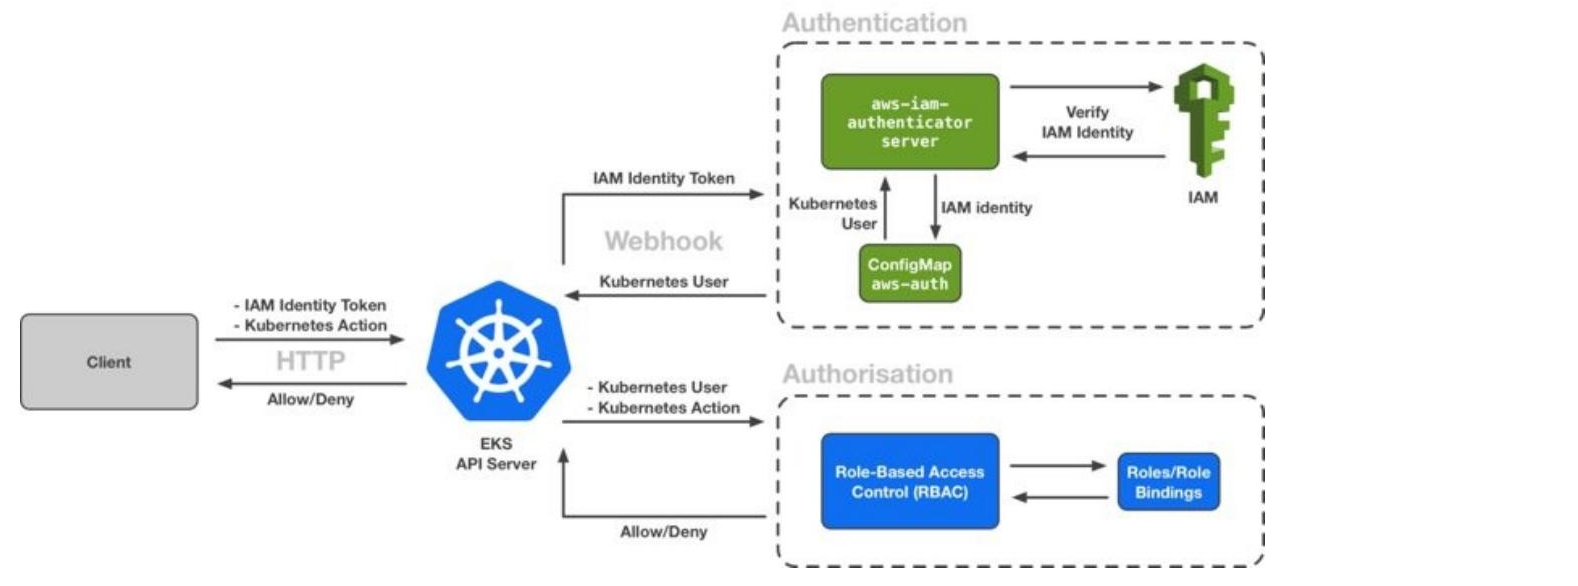 Authentication
aws-iam-
authenticator
server
Verify
IAM Identity
IAM
IAM Identity Token
Kubernetes
User
IAM identity
Webhook
ConfigMap
aws-auth
Kubernetes User
- IAM Identity Token
- Kubernetes Action
Client
HTTP
Allow/Deny
EKS
API Server
Authorisation
- Kubernetes User
- Kubernetes Action
Role-Based Access
Control (RBAC)
Roles/Role
Bindings
Allow/Deny